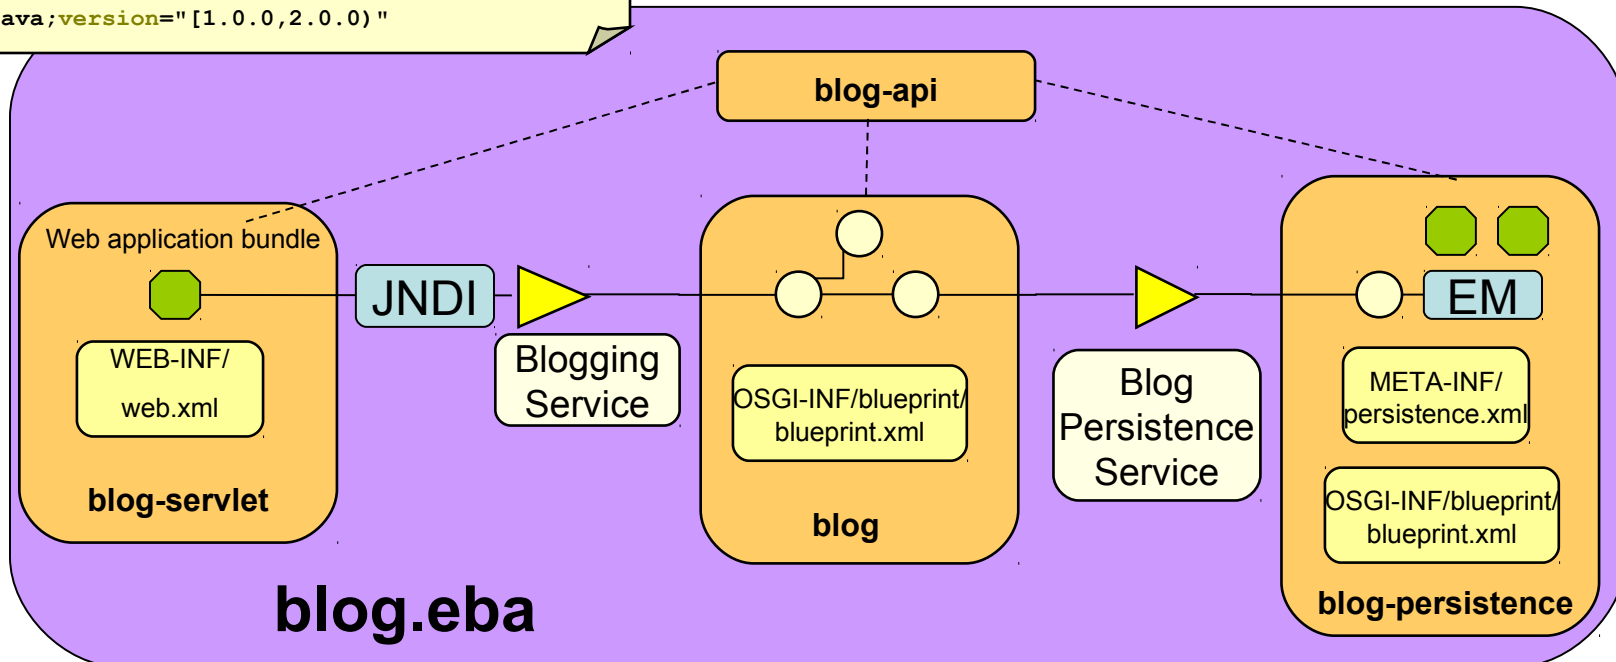 ava;version="[1.0.0,2.0.0)"
blog-api
Web application bundle
JNDI
EM
WEB-INF/
web.xml
Blogging
Service
OSGI-INF/blueprint/
blueprint.xml
Blog
Persistence
Service
META-INF/
persistence.xml
OSGI-INF/blueprint/
blueprint.xml
blog-servlet
blog
blog-persistence
blog.eba